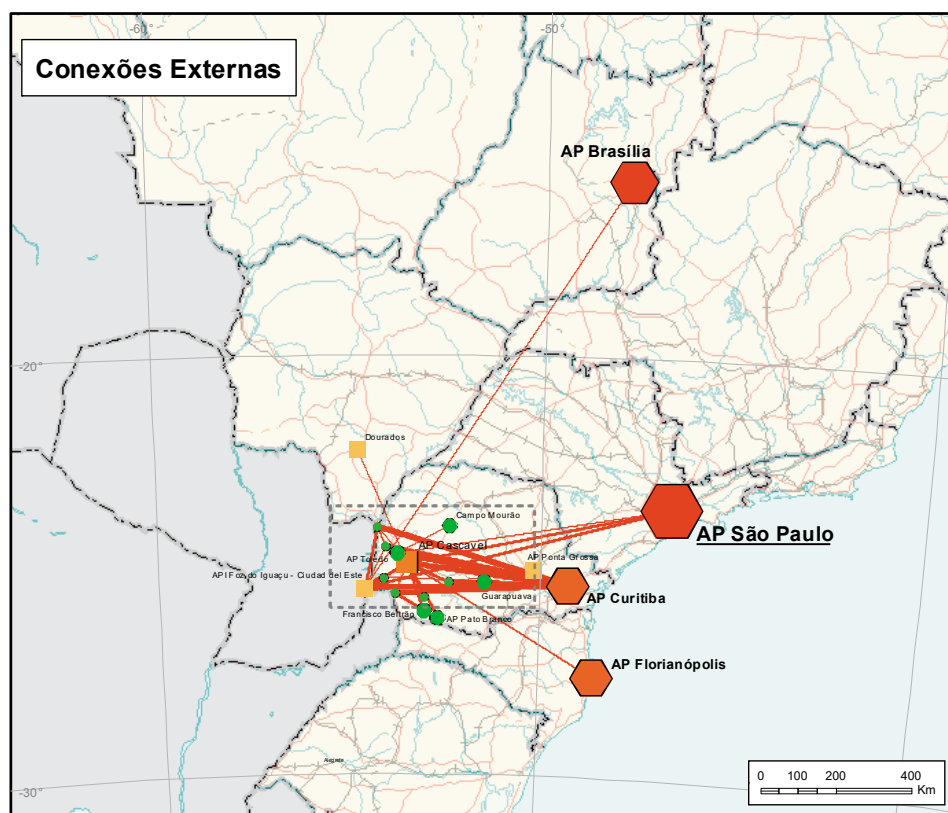 -60°
-50°
Conexões Externas
AP Brasília
-20°
Dourados
Campo Mourão
AP São Paulo
AP Cascavel
AP Toledo
AP Ponta Grossa
API Foz do Iguaçu - Ciudad del Este
AP Curitiba
Guarapuava
Francisco Beltrão
AP Pato Branco
AP Florianópolis
Alegrete
0 100 200 400
Km
-30°